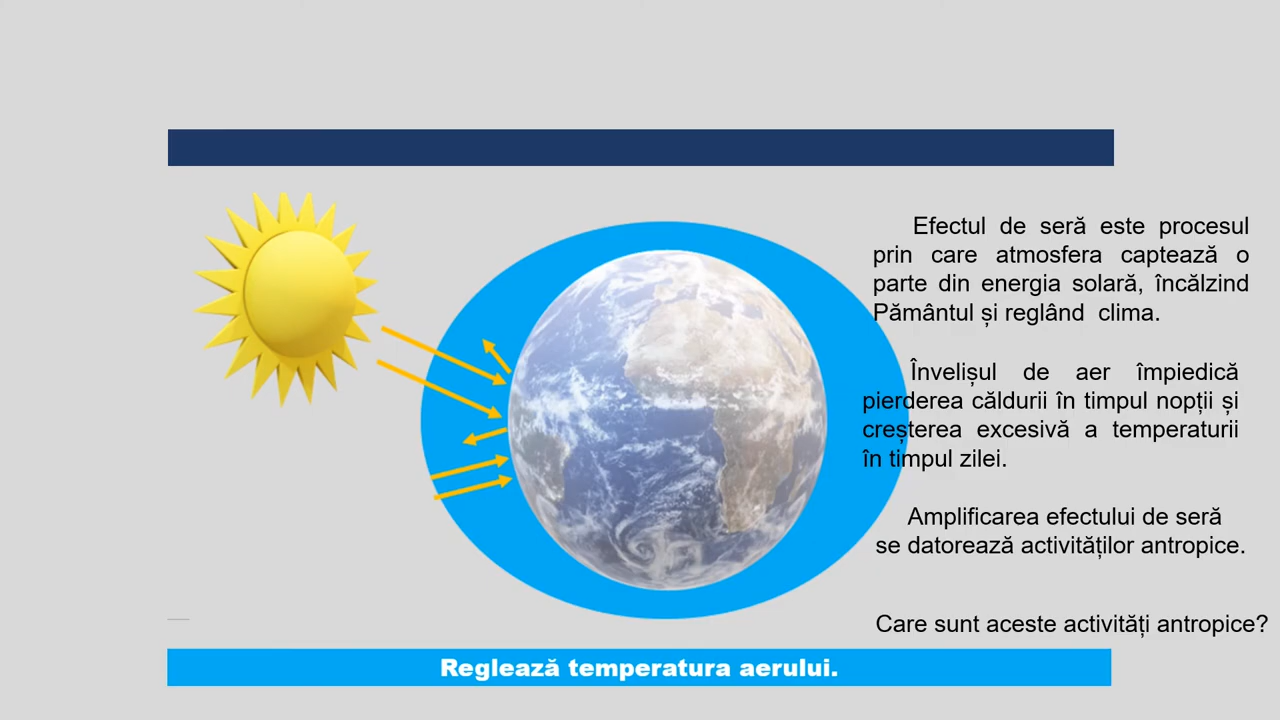 Efectul de seră este procesul
prin care atmosfera captează o
parte din energia solară, încălzind
Pământul și reglând clima.
Învelișul de aer împiedică
pierderea căldurii în timpul nopții și
creșterea excesivă a temperaturii
în timpul zilei.
Amplificarea efectului de seră
se datorează activităților antropice.
Care sunt aceste activități antropice?
Reglează temperatura aerului.